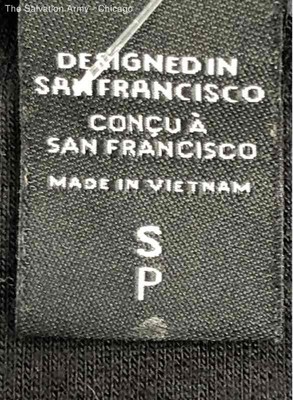 The Salvation Army - Chicago
DESIGNED IN
SAN FRANCISCO
CONÇU À
SAN FRANCISCO
MADE IN VIETNAM
S
P